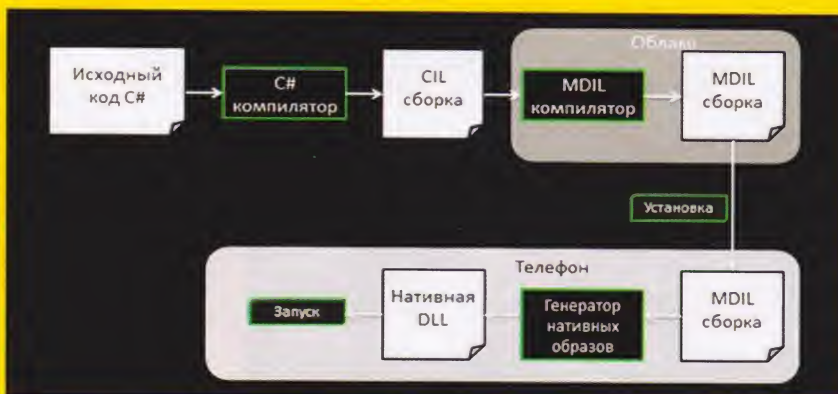 Облако
Исходный
код C#
C#
компилятор
CIL
сборка
MDIL
компилятор
MDIL
сборка
Установка
Телефон
Запуск
Нативная
DLL
Генератор
нативных
образов
MDIL
сборка